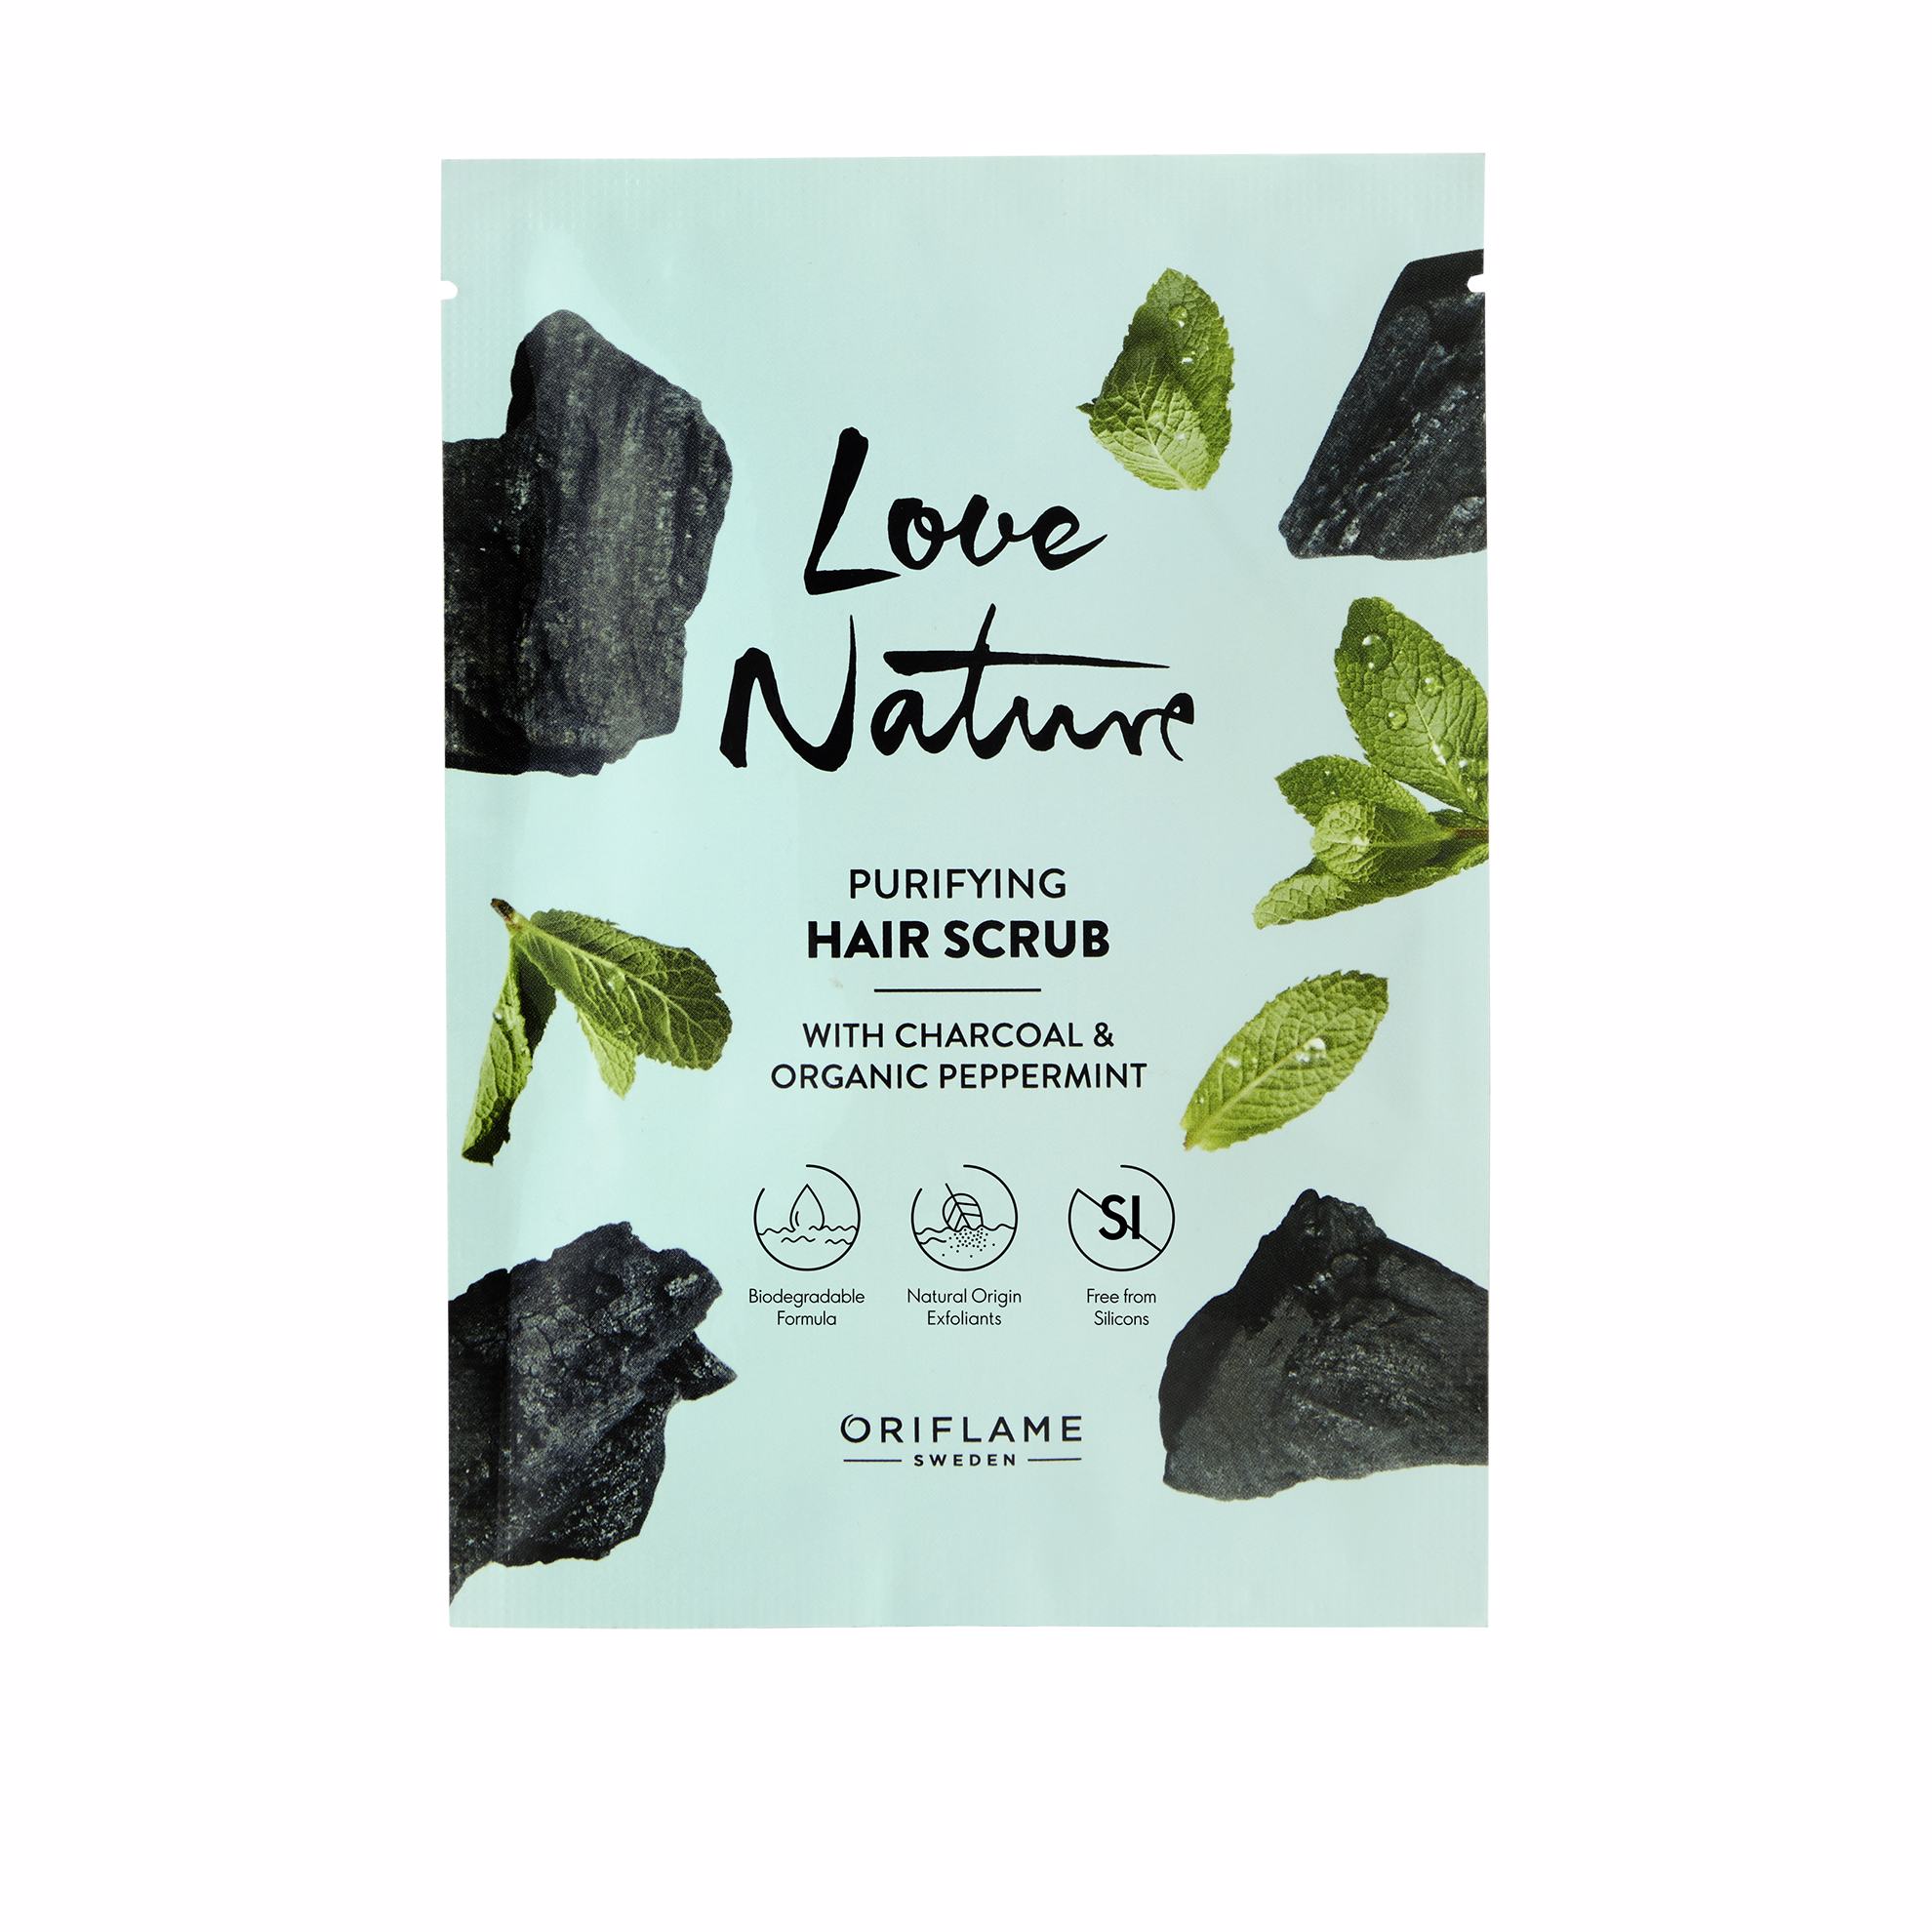 Love
Nature
PURIFYING
HAIR SCRUB
WITH CHARCOAL &
ORGANIC PEPPERMINT
SI
Biodegradable
Formula
Natural Origin
Exfoliants
Free from
Silicons
ORIFLAME
SWEDEN